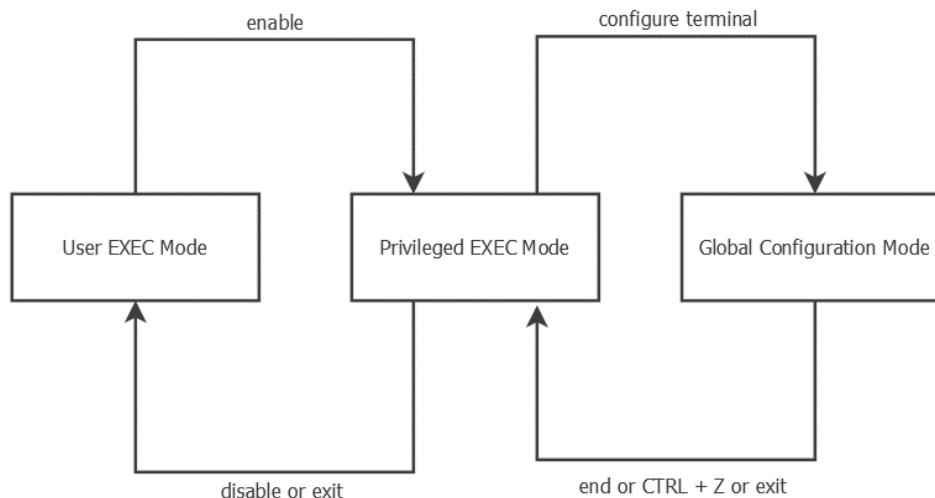 enable
configure terminal
User EXEC Mode
Privileged EXEC Mode
Global Configuration Mode
disable or exit
end or CTRL + Z or exit